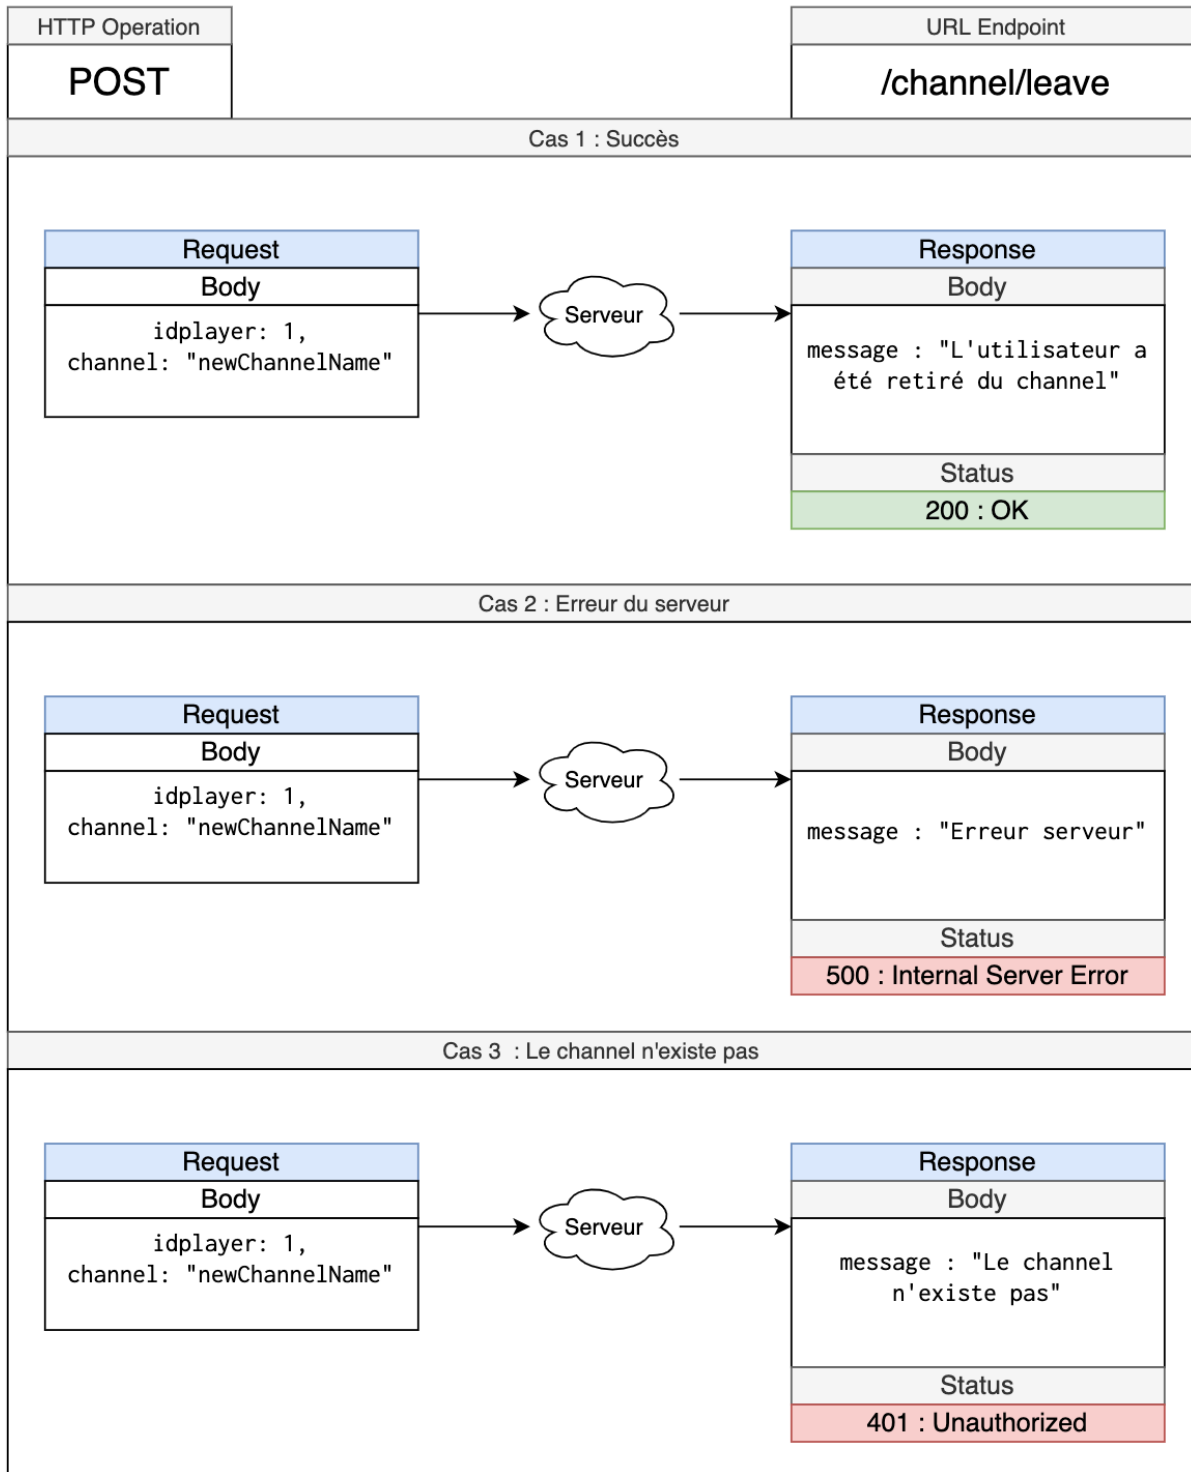 HTTP Operation
URL Endpoint
POST
/channel/leave
Cas 1 : Succès
Request
Body
idplayer: 1,
channel: "newChannelName"
Serveur
Response
Body
message : "L'utilisateur a
été retiré du channel"
Status
200 : OK
Cas 2 : Erreur du serveur
Request
Body
idplayer: 1,
channel: "newChannelName"
Serveur
Response
Body
message : "Erreur serveur"
Status
500 : Internal Server Error
Cas 3 : Le channel n'existe pas
Request
Body
idplayer: 1,
channel: "newChannelName"
Serveur
Response
Body
message : "Le channel
n'existe pas"
Status
401 : Unauthorized